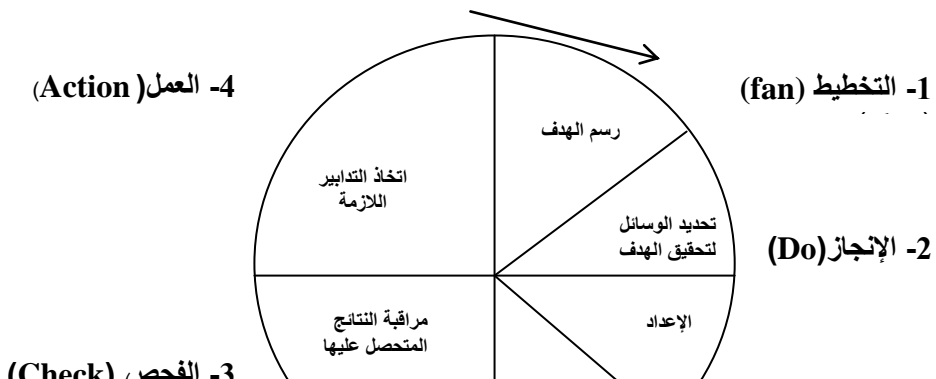 4- العمل( Action)
1- التخطيط (fan)
رسم الهدف
اتخاذ التدابير
اللازمة
تحديد الوسائل
لتحقيق الهدف
2- الإنجاز(Do)
الإعداد
مراقبة النتائج
المتحصل عليها
3- الفحص (Check)